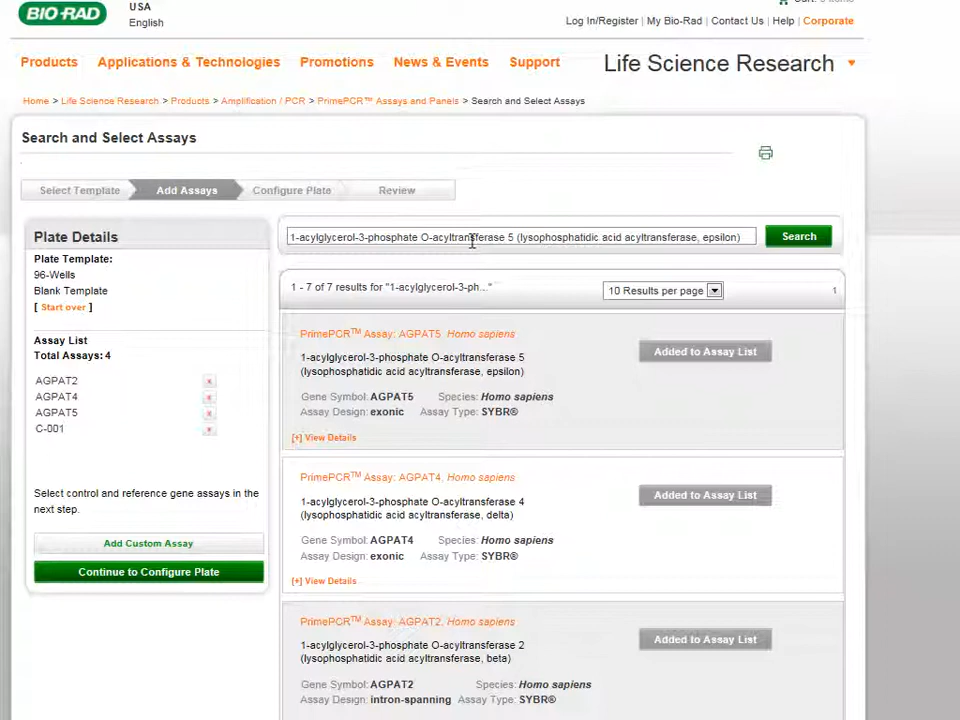 BIO-RAD
USA
English
Log In/Register | My Bio-Rad | Contact Us | Help | Corporate
Products Applications & Technologies Promotions News & Events Support
Life Science Research
Home > Life Science Research > Products > Amplification / PCR > PrimePCR™ Assays and Panels > Search and Select Assays
Search and Select Assays
Select Template Add Assays Configure Plate Review
Plate Details
Plate Template:
96-Wells
Blank Template
[ Start over ]
Assay List
Total Assays: 4
AGPAT2 x
AGPAT4 x
AGPAT5 x
C-001 x
Select control and reference gene assays in the
next step.
Add Custom Assay
Continue to Configure Plate
1-acylglycerol-3-phosphate O-acyltransferase 5 (lysophosphatidic acid acyltransferase, epsilon)
Search
1 - 7 of 7 results for "1-acylglycerol-3-ph..."
10 Results per page
1
PrimePCR™ Assay: AGPAT5, Homo sapiens
Added to Assay List
1-acylglycerol-3-phosphate O-acyltransferase 5
(lysophosphatidic acid acyltransferase, epsilon)
Gene Symbol: AGPAT5 Species: Homo sapiens
Assay Design: exonic Assay Type: SYBR®
[+] View Details
PrimePCR™ Assay: AGPAT4, Homo sapiens
Added to Assay List
1-acylglycerol-3-phosphate O-acyltransferase 4
(lysophosphatidic acid acyltransferase, delta)
Gene Symbol: AGPAT4 Species: Homo sapiens
Assay Design: exonic Assay Type: SYBR®
[+] View Details
PrimePCR™ Assay: AGPAT2, Homo sapiens
Added to Assay List
1-acylglycerol-3-phosphate O-acyltransferase 2
(lysophosphatidic acid acyltransferase, beta)
Gene Symbol: AGPAT2 Species: Homo sapiens
Assay Design: intron-spanning Assay Type: SYBR®